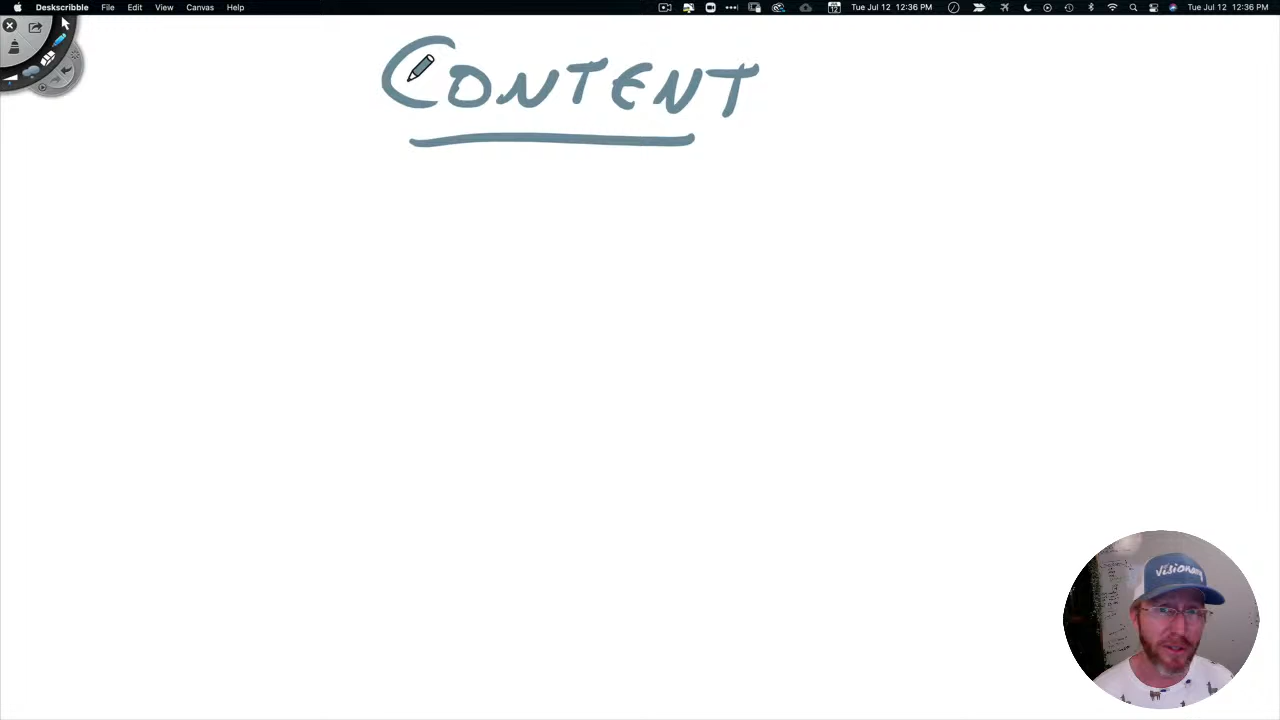 Deskscribble File Edit View Canvas Help Tue Jul 12 12:36 PM Tue Jul 12 12:36 PM
CONTENT
Visionary